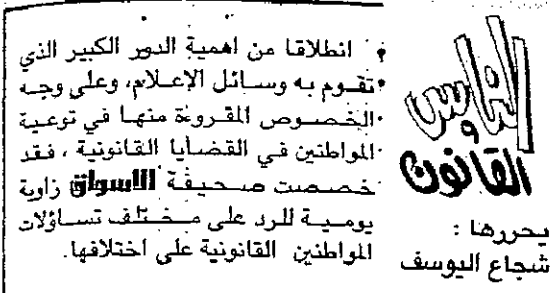 الناس
و
القانون
يحررها :
شجاع اليوسف
انطلاقا من اهمية الدور الكبير الذي
تقوم به وسائل الإعلام، وعلى وجه
الخصوص المقروءة منها في توعية
المواطنين في القضايا القانونية ، فقد
خصصت صحيفة الاسواق زاوية
يومية للرد على مختلف تساؤلات
المواطنين القانونية على اختلافها.